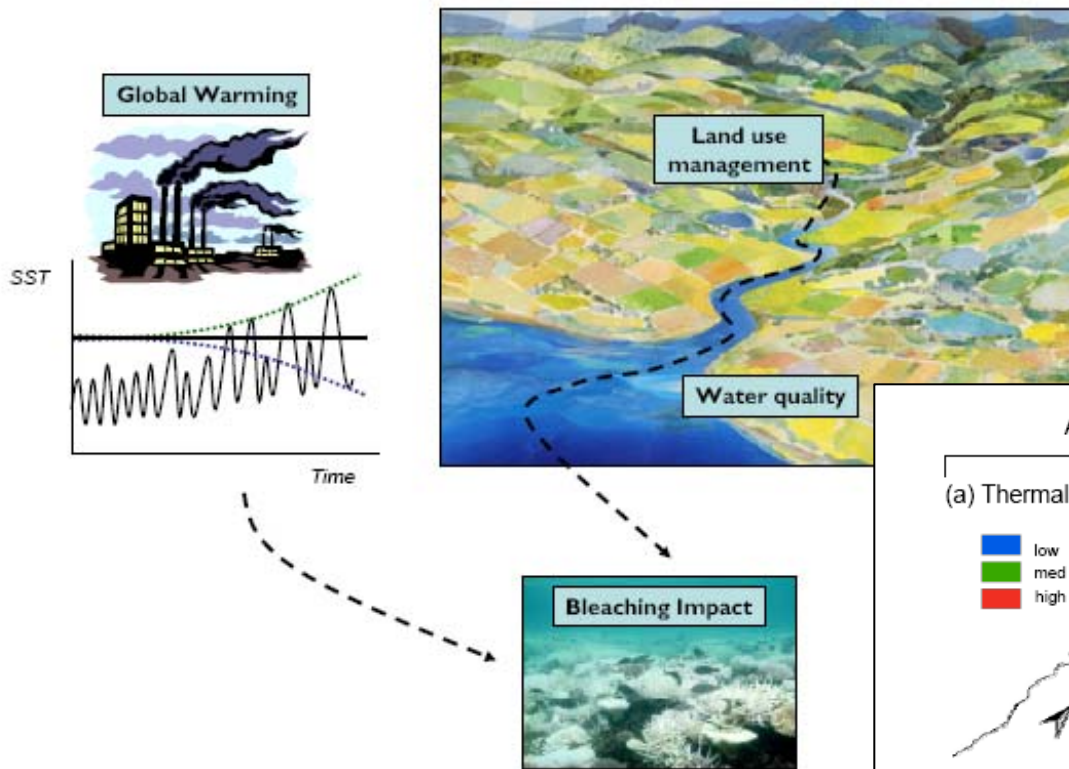 Global Warming
SST
Time
Land use
management
Water quality
Bleaching Impact
(a) Thermal
low
med
high